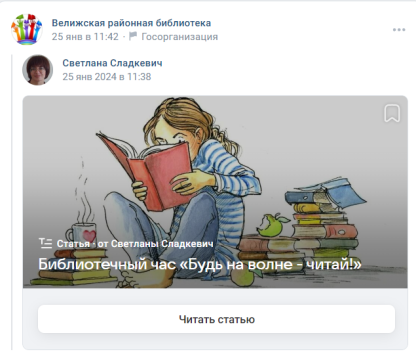 Велижская районная библиотека
25 янв в 11:42 · Госорганизация
Светлана Сладкевич
25 янв 2024 в 11:38
Статья · от Светланы Сладкевич
Библиотечный час «Будь на волне - читай!»
Читать статью